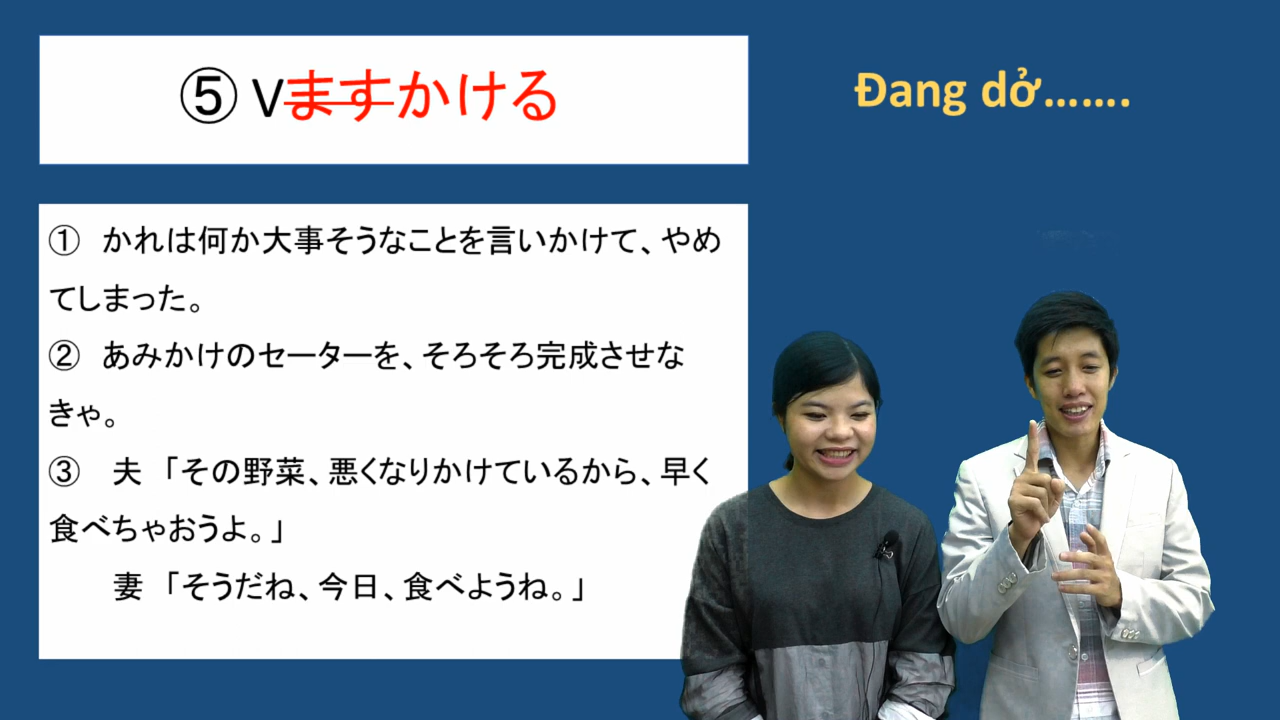 ⑤ Vますかける
Đang dở.......
① かれは何か大事そうなことを言いかけて、やめ
てしまった。
② あみかけのセーターを、そろそろ完成させな
きゃ。
③ 夫 「その野菜、悪くなりかけているから、早く
食べちゃおうよ。」
妻 「そうだね、今日、食べようね。」